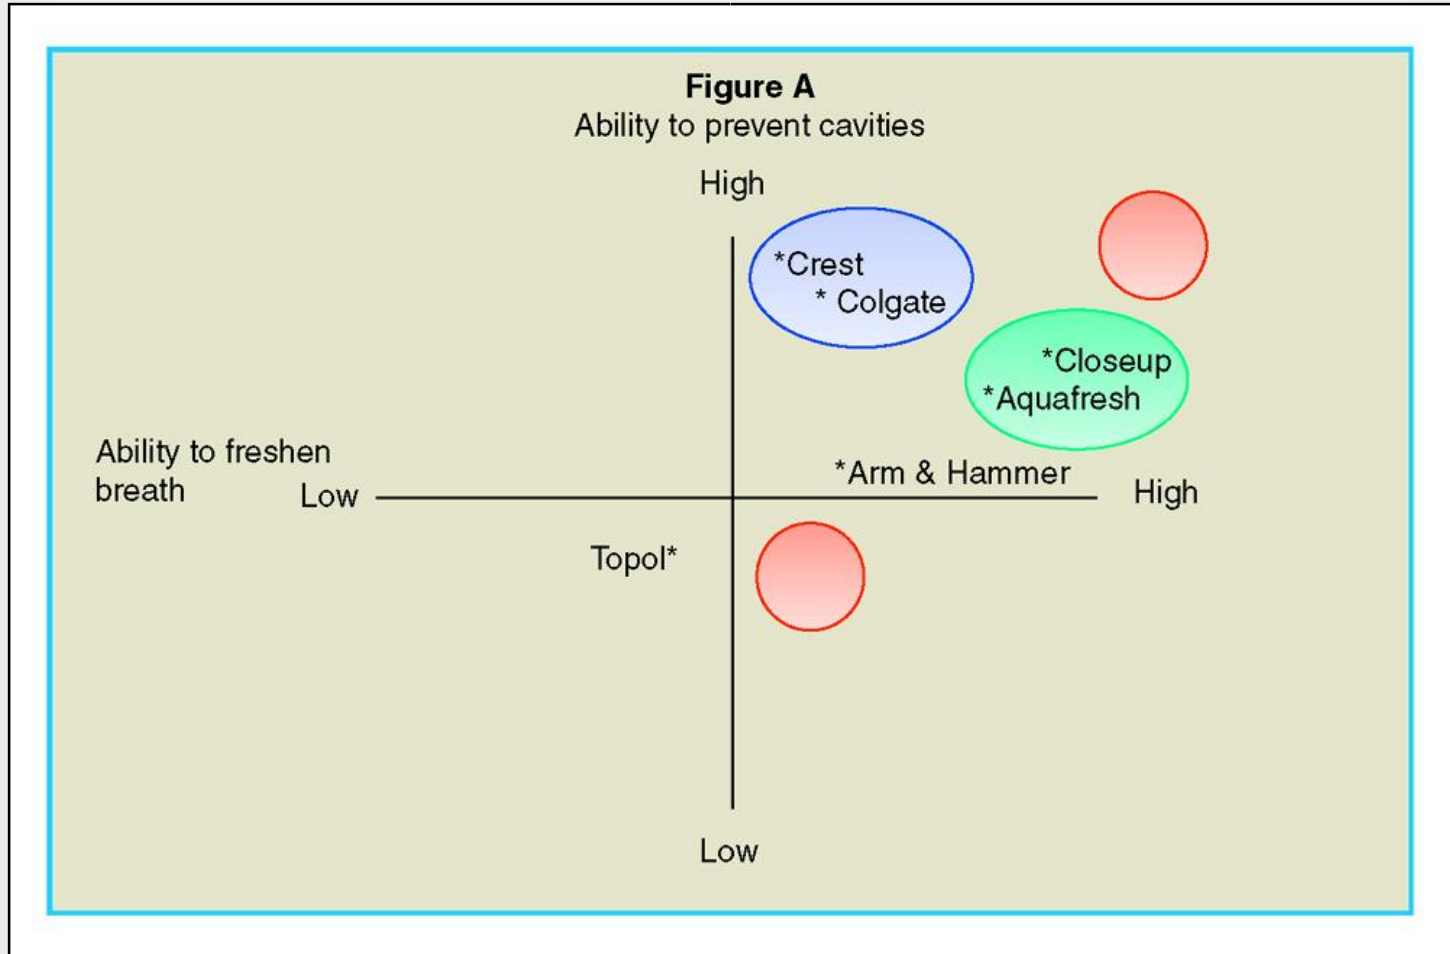 Figure A
Ability to prevent cavities
High
*Crest
* Colgate
*Closeup
*Aquafresh
Ability to freshen
breath
Low
*Arm & Hammer
High
Topol*
Low